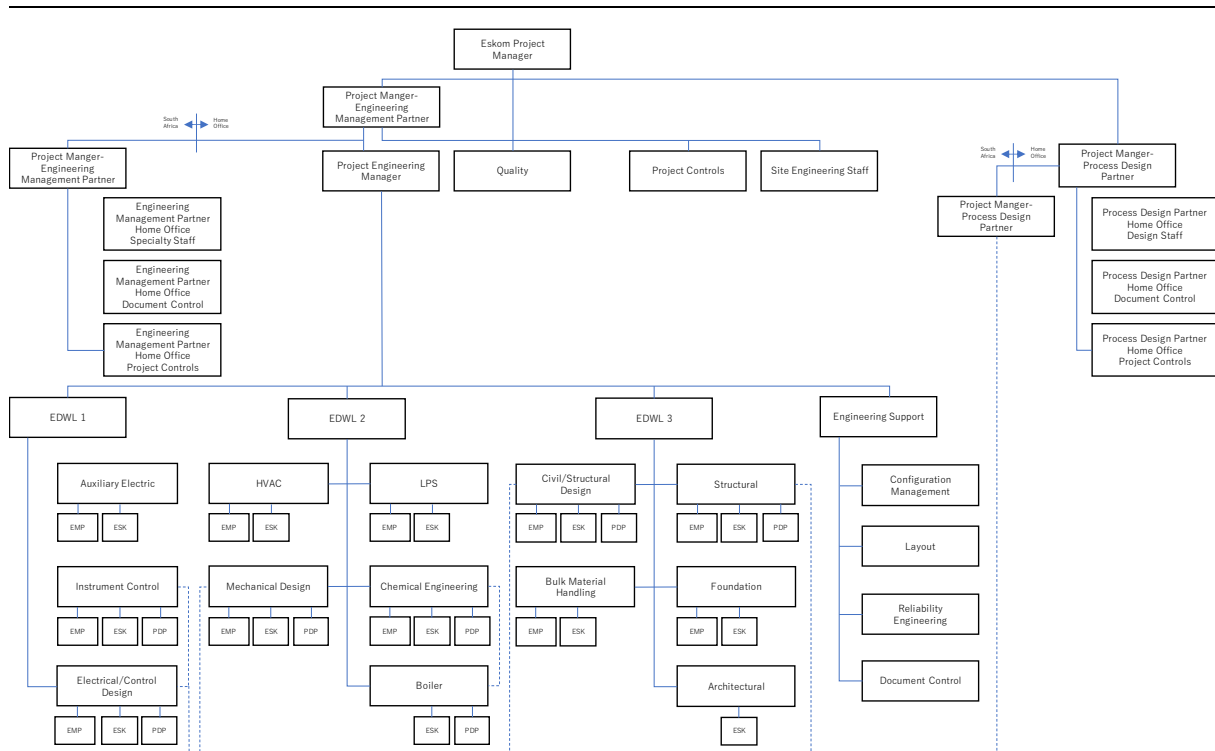 Eskom Project
Manager
Project Manger-
Engineering
Management Partner
South
Africa
Home
Office
Project Manger-
Engineering
Management Partner
Project Engineering
Manager
Quality
Project Controls
Site Engineering Staff
South
Africa
Home
Office
Project Manger-
Process Design
Partner
Project Manger-
Process Design
Partner
Engineering
Management Partner
Home Office
Specialty Staff
Engineering
Management Partner
Home Office
Document Control
Engineering
Management Partner
Home Office
Project Controls
Process Design Partner
Home Office
Design Staff
Process Design Partner
Home Office
Document Control
Process Design Partner
Home Office
Project Controls
EDWL 1
EDWL 2
EDWL 3
Engineering Support
Auxiliary Electric
EMP
ESK
Instrument Control
EMP
ESK
PDP
Electrical/Control
Design
EMP
ESK
PDP
HVAC
EMP
ESK
LPS
EMP
ESK
Mechanical Design
EMP
ESK
PDP
Chemical Engineering
EMP
ESK
PDP
Boiler
ESK
PDP
Civil/Structural
Design
EMP
ESK
PDP
Structural
EMP
ESK
PDP
Bulk Material
Handling
EMP
ESK
Foundation
EMP
ESK
Architectural
ESK
Configuration
Management
Layout
Reliability
Engineering
Document Control